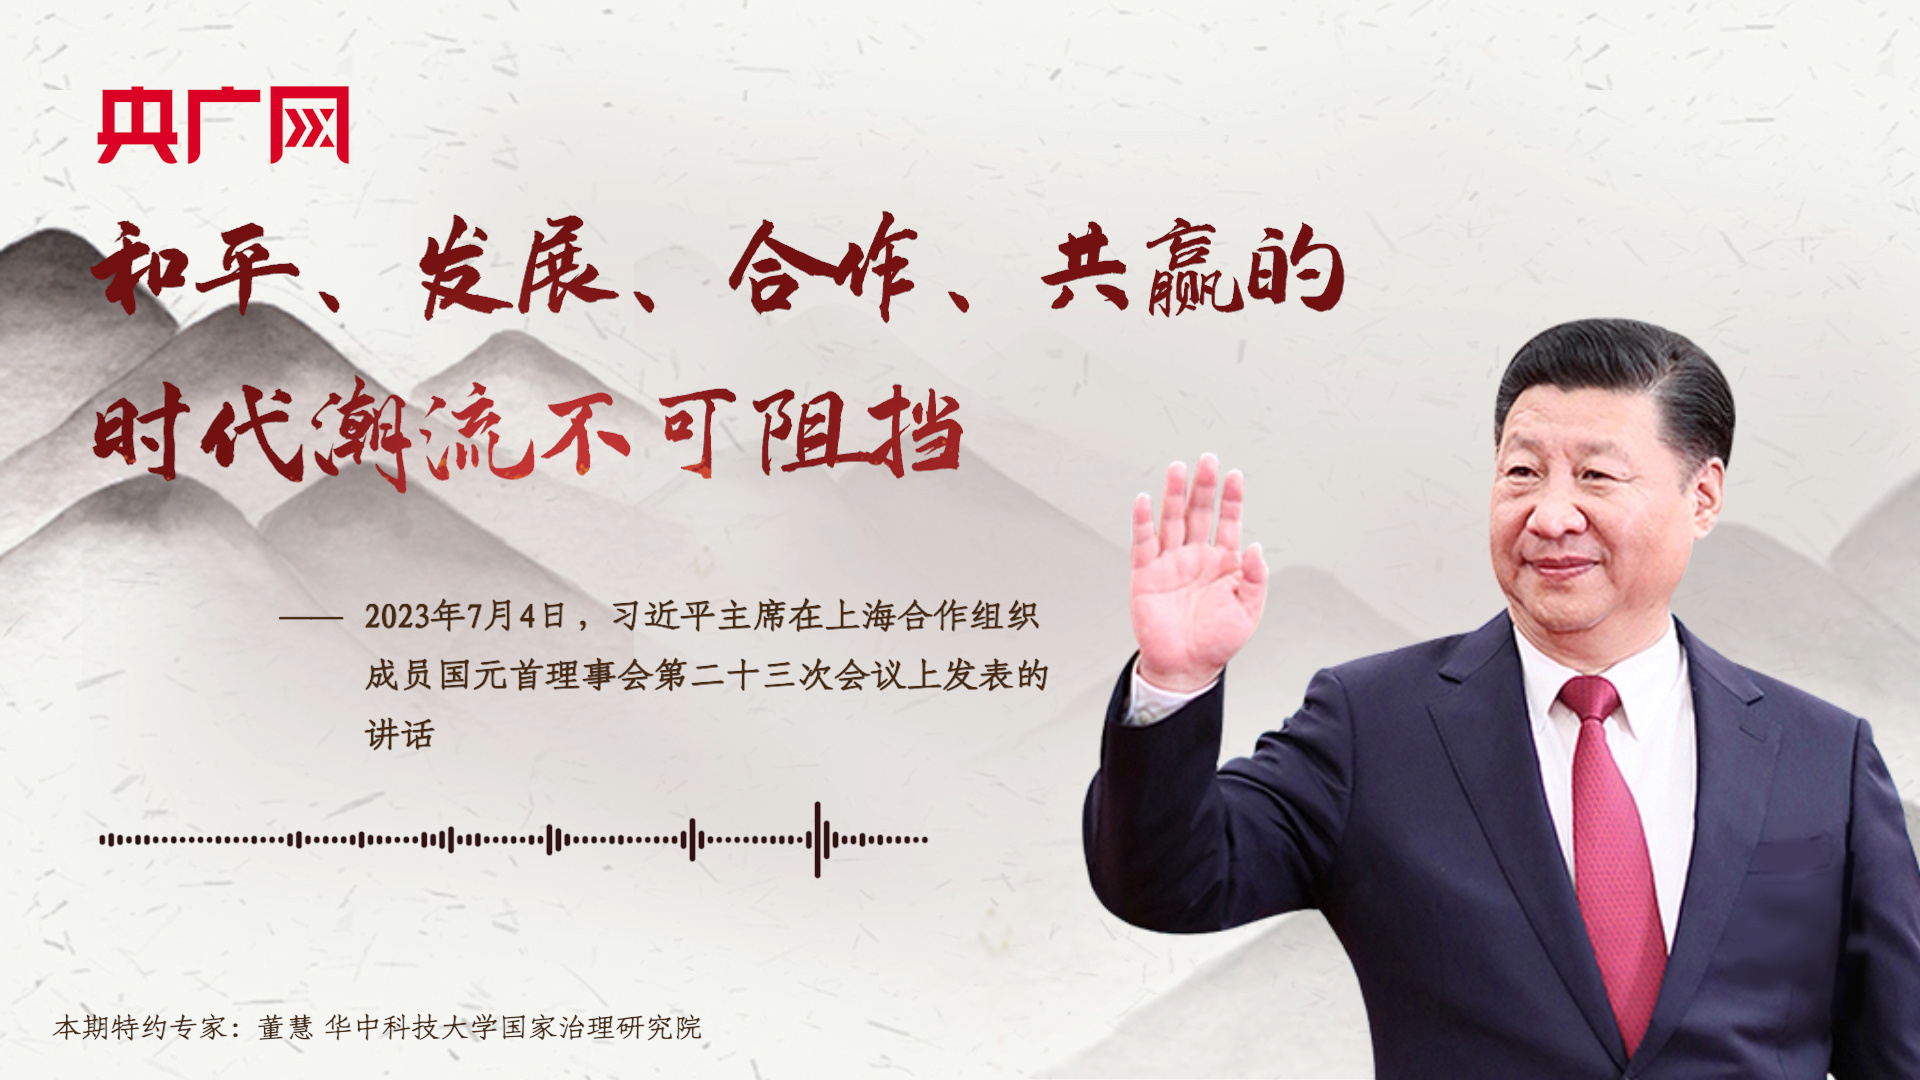 央广网
和平、发展、合作、共赢的
时代潮流不可阻挡
—— 2023年7月4日，习近平主席在上海合作组织
成员国元首理事会第二十三次会议上发表的
讲话
本期特约专家：董慧 华中科技大学国家治理研究院